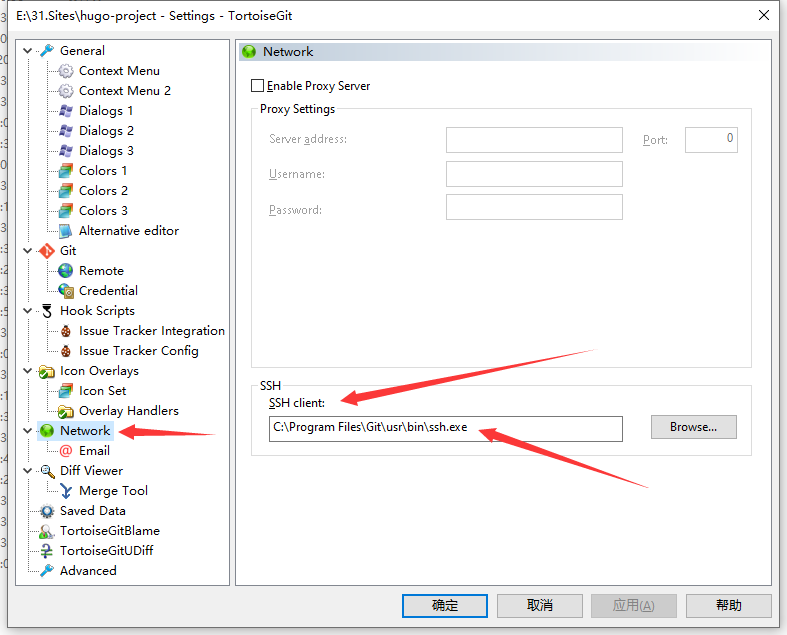 E:\31.Sites\hugo-project - Settings - TortoiseGit
General
Context Menu
Context Menu 2
Dialogs 1
Dialogs 2
Dialogs 3
Colors 1
Colors 2
Colors 3
Alternative editor
Git
Remote
Credential
Hook Scripts
Issue Tracker Integration
Issue Tracker Config
Icon Overlays
Icon Set
Overlay Handlers
Network
Email
Diff Viewer
Merge Tool
Saved Data
TortoiseGitBlame
TortoiseGitUDiff
Advanced
Network
Enable Proxy Server
Proxy Settings
Server address:
Port:
0
Username:
Password:
SSH
SSH client:
C:\Program Files\Git\usr\bin\ssh.exe
Browse...
确定
取消
应用(A)
帮助